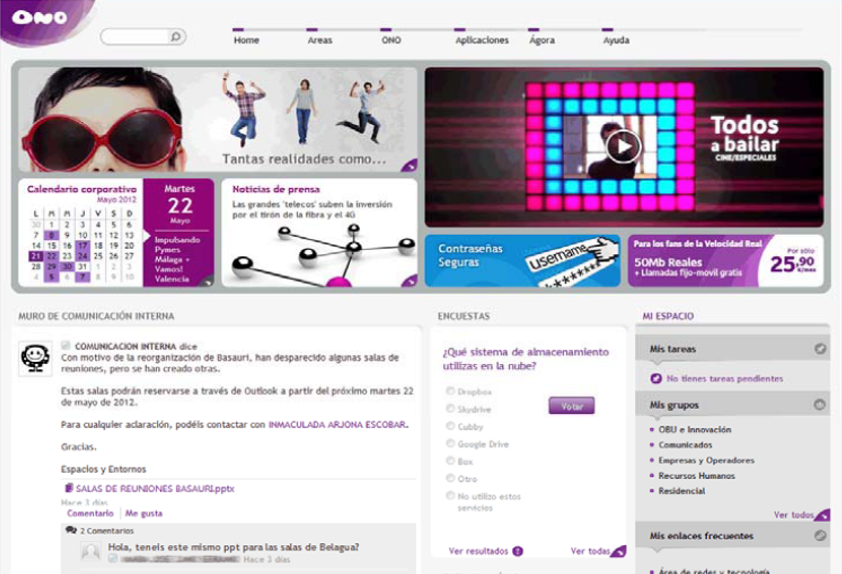 ONO
Home
Areas
ONO
Aplicaciones
Ágora
Ayuda
Tantas realidades como...
Todos
a bailar
CINE/ESPECIALES
Calendario corporativo
Mayo 2012
L M M J V S D
30 1 2 3 4 5 6
7 8 9 10 11 12 13
14 15 16 17 18 19 20
21 22 23 24 25 26 27
28 29 30 31 1 2 3
4 5 6 7 8 9 10
Martes
22
Mayo
Impulsando
Pymes
Málaga +
Vamos!
Valencia
Noticias de prensa
Las grandes 'telecos' suben la inversión
por el tirón de la fibra y el 4G
Contraseñas
Seguras
username
Para los fans de la Velocidad Real
50Mb Reales
+ Llamadas fijo-movil gratis
Por sólo
25,90
€/mes
MURO DE COMUNICACIÓN INTERNA
COMUNICACION INTERNA dice
Con motivo de la reorganización de Basauri, han desparecido algunas salas de
reuniones, pero se han creado otras.
Estas salas podrán reservarse a través de Outlook a partir del próximo martes 22
de mayo de 2012.
Para cualquier aclaración, podéis contactar con INMACULADA ARJONA ESCOBAR.
Gracias.
Espacios y Entornos
SALAS DE REUNIONES BASAURI.pptx
Hace 3 días
Comentario Me gusta
2 Comentarios
Hola, teneis este mismo ppt para las salas de Belagua?
Hace 3 días
ENCUESTAS
¿Qué sistema de almacenamiento
utilizas en la nube?
Dropbox
Skydrive
Cubby
Google Drive
Box
Otro
No utilizo estos
servicios
Votar
Ver resultados
Ver todas
MI ESPACIO
Mis tareas
No tienes tareas pendientes
Mis grupos
OBU e Innovación
Comunicados
Empresas y Operadores
Recursos Humanos
Residencial
Ver todos
Mis enlaces frecuentes
Área de redes y tecnología